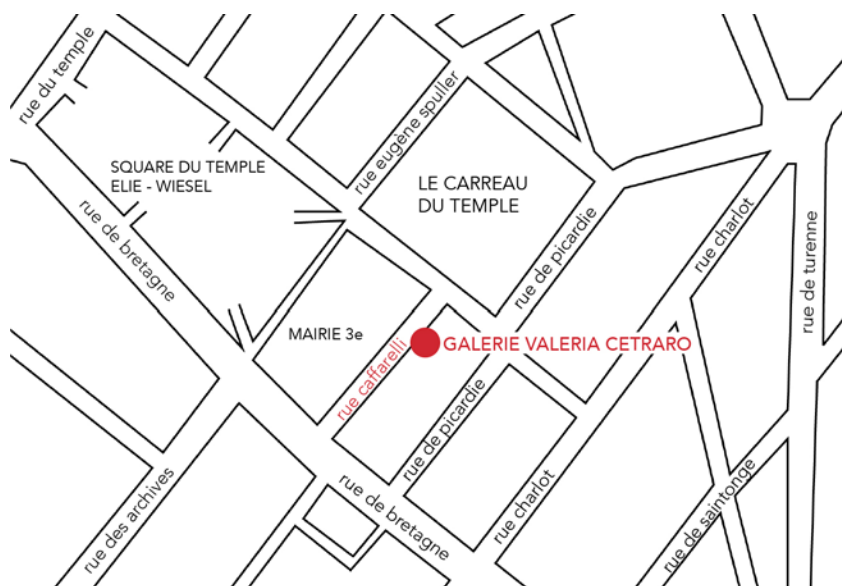 rue du temple
rue eugène spuller
SQUARE DU TEMPLE
ELIE - WIESEL
LE CARREAU
DU TEMPLE
rue de bretagne
rue de picardie
rue charlot
rue de turenne
MAIRIE 3e
rue caffarelli
GALERIE VALERIA CETRARO
rue de picardie
rue des archives
rue de bretagne
rue charlot
rue de saintonge